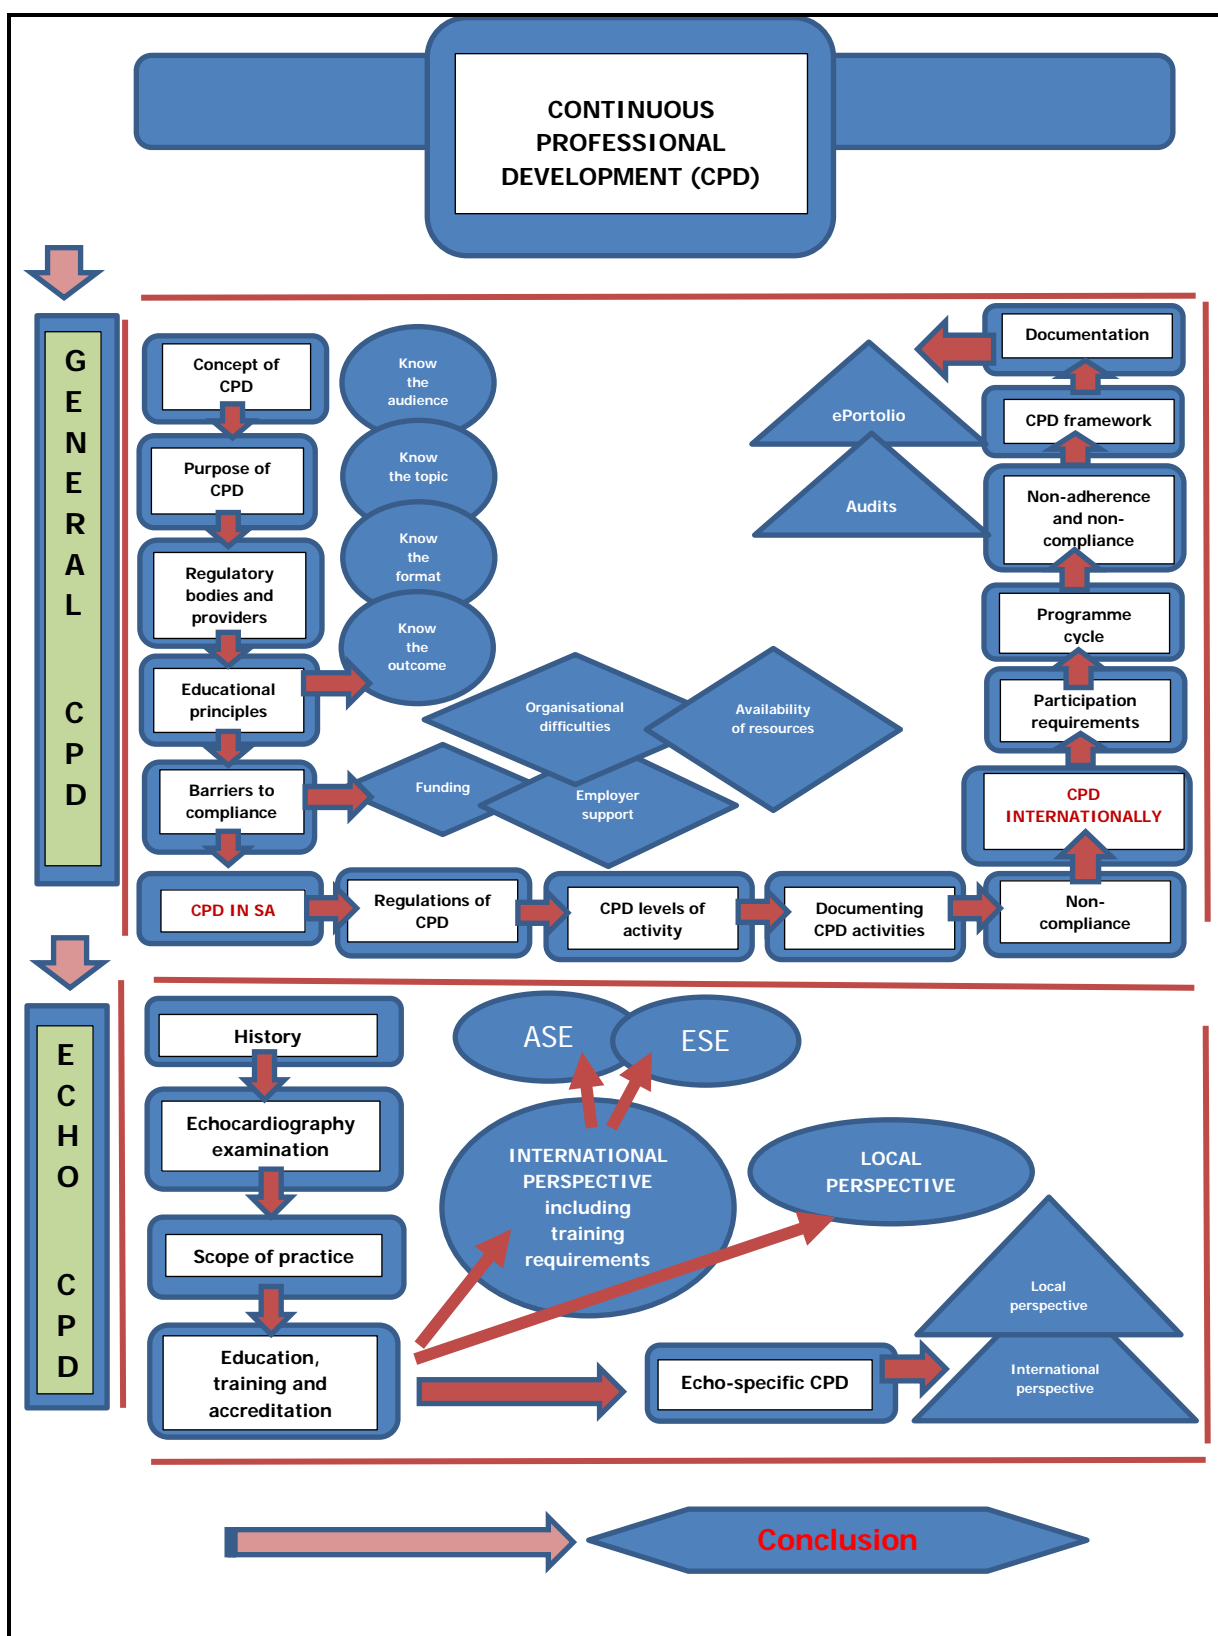 CONTINUOUS
PROFESSIONAL
DEVELOPMENT (CPD)
GENERAL CPD
Concept of
CPD
Purpose of
CPD
Regulatory
bodies and
providers
Educational
principles
Barriers to
compliance
Know
the
audience
Know
the topic
Know
the
format
Know
the
outcome
Organisational
difficulties
Availability
of resources
Funding
Employer
support
CPD IN SA
Regulations of
CPD
CPD levels of
activity
Documenting
CPD activities
Non-
compliance
CPD
INTERNATIONALLY
Participation
requirements
Programme
cycle
Non-adherence
and non-
compliance
CPD framework
Documentation
ePortolio
Audits
ECHO CPD
History
Echocardiography
examination
Scope of practice
Education,
training and
accreditation
ASE
ESE
INTERNATIONAL
PERSPECTIVE
including
training
requirements
LOCAL
PERSPECTIVE
Echo-specific CPD
Local
perspective
International
perspective
Conclusion